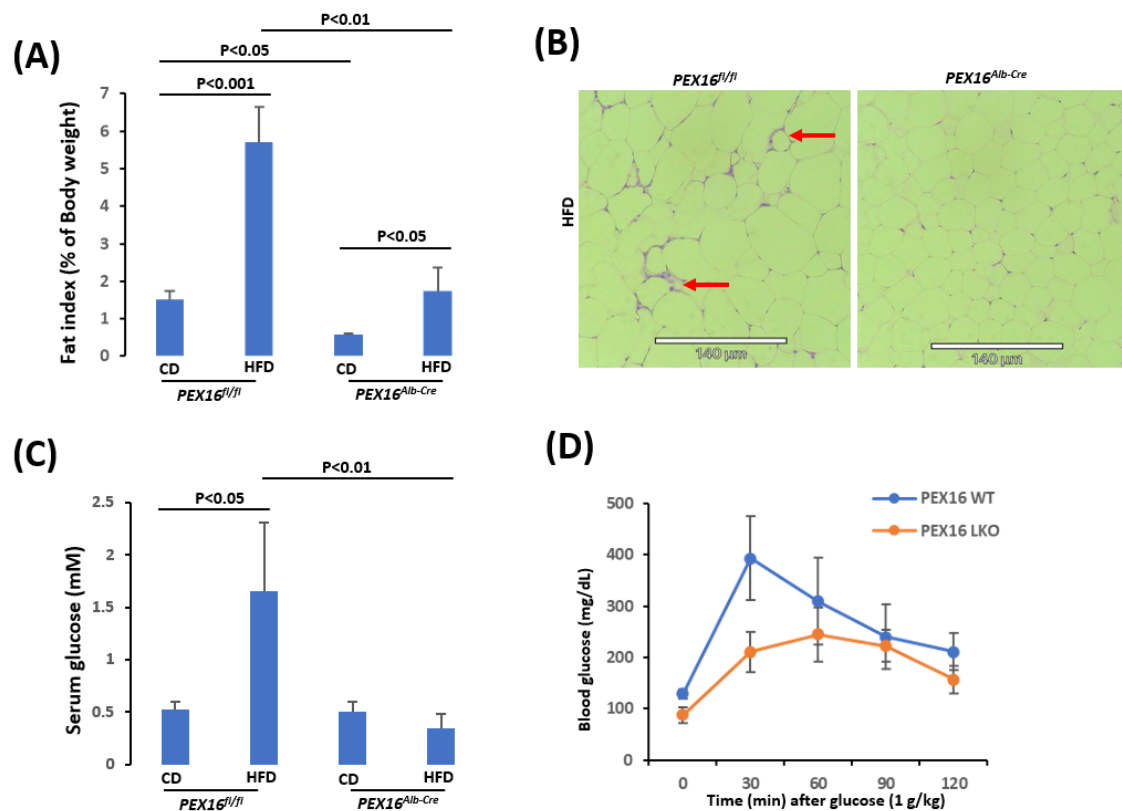 (A)
P<0.01
P<0.05
P<0.001
P<0.05
Fat index (% of Body weight)
7
6
5
4
3
2
1
0
CD
HFD
CD
HFD
PEX16fl/fl
PEX16Alb-Cre
(B)
PEX16fl/fl
PEX16Alb-Cre
HFD
140 µm
140 µm
(C)
P<0.01
P<0.05
Serum glucose (mM)
2.5
2
1.5
1
0.5
0
CD
HFD
CD
HFD
PEX16fl/fl
PEX16Alb-Cre
(D)
PEX16 WT
PEX16 LKO
Blood glucose (mg/dL)
500
400
300
200
100
0
0 30 60 90 120
Time (min) after glucose (1 g/kg)